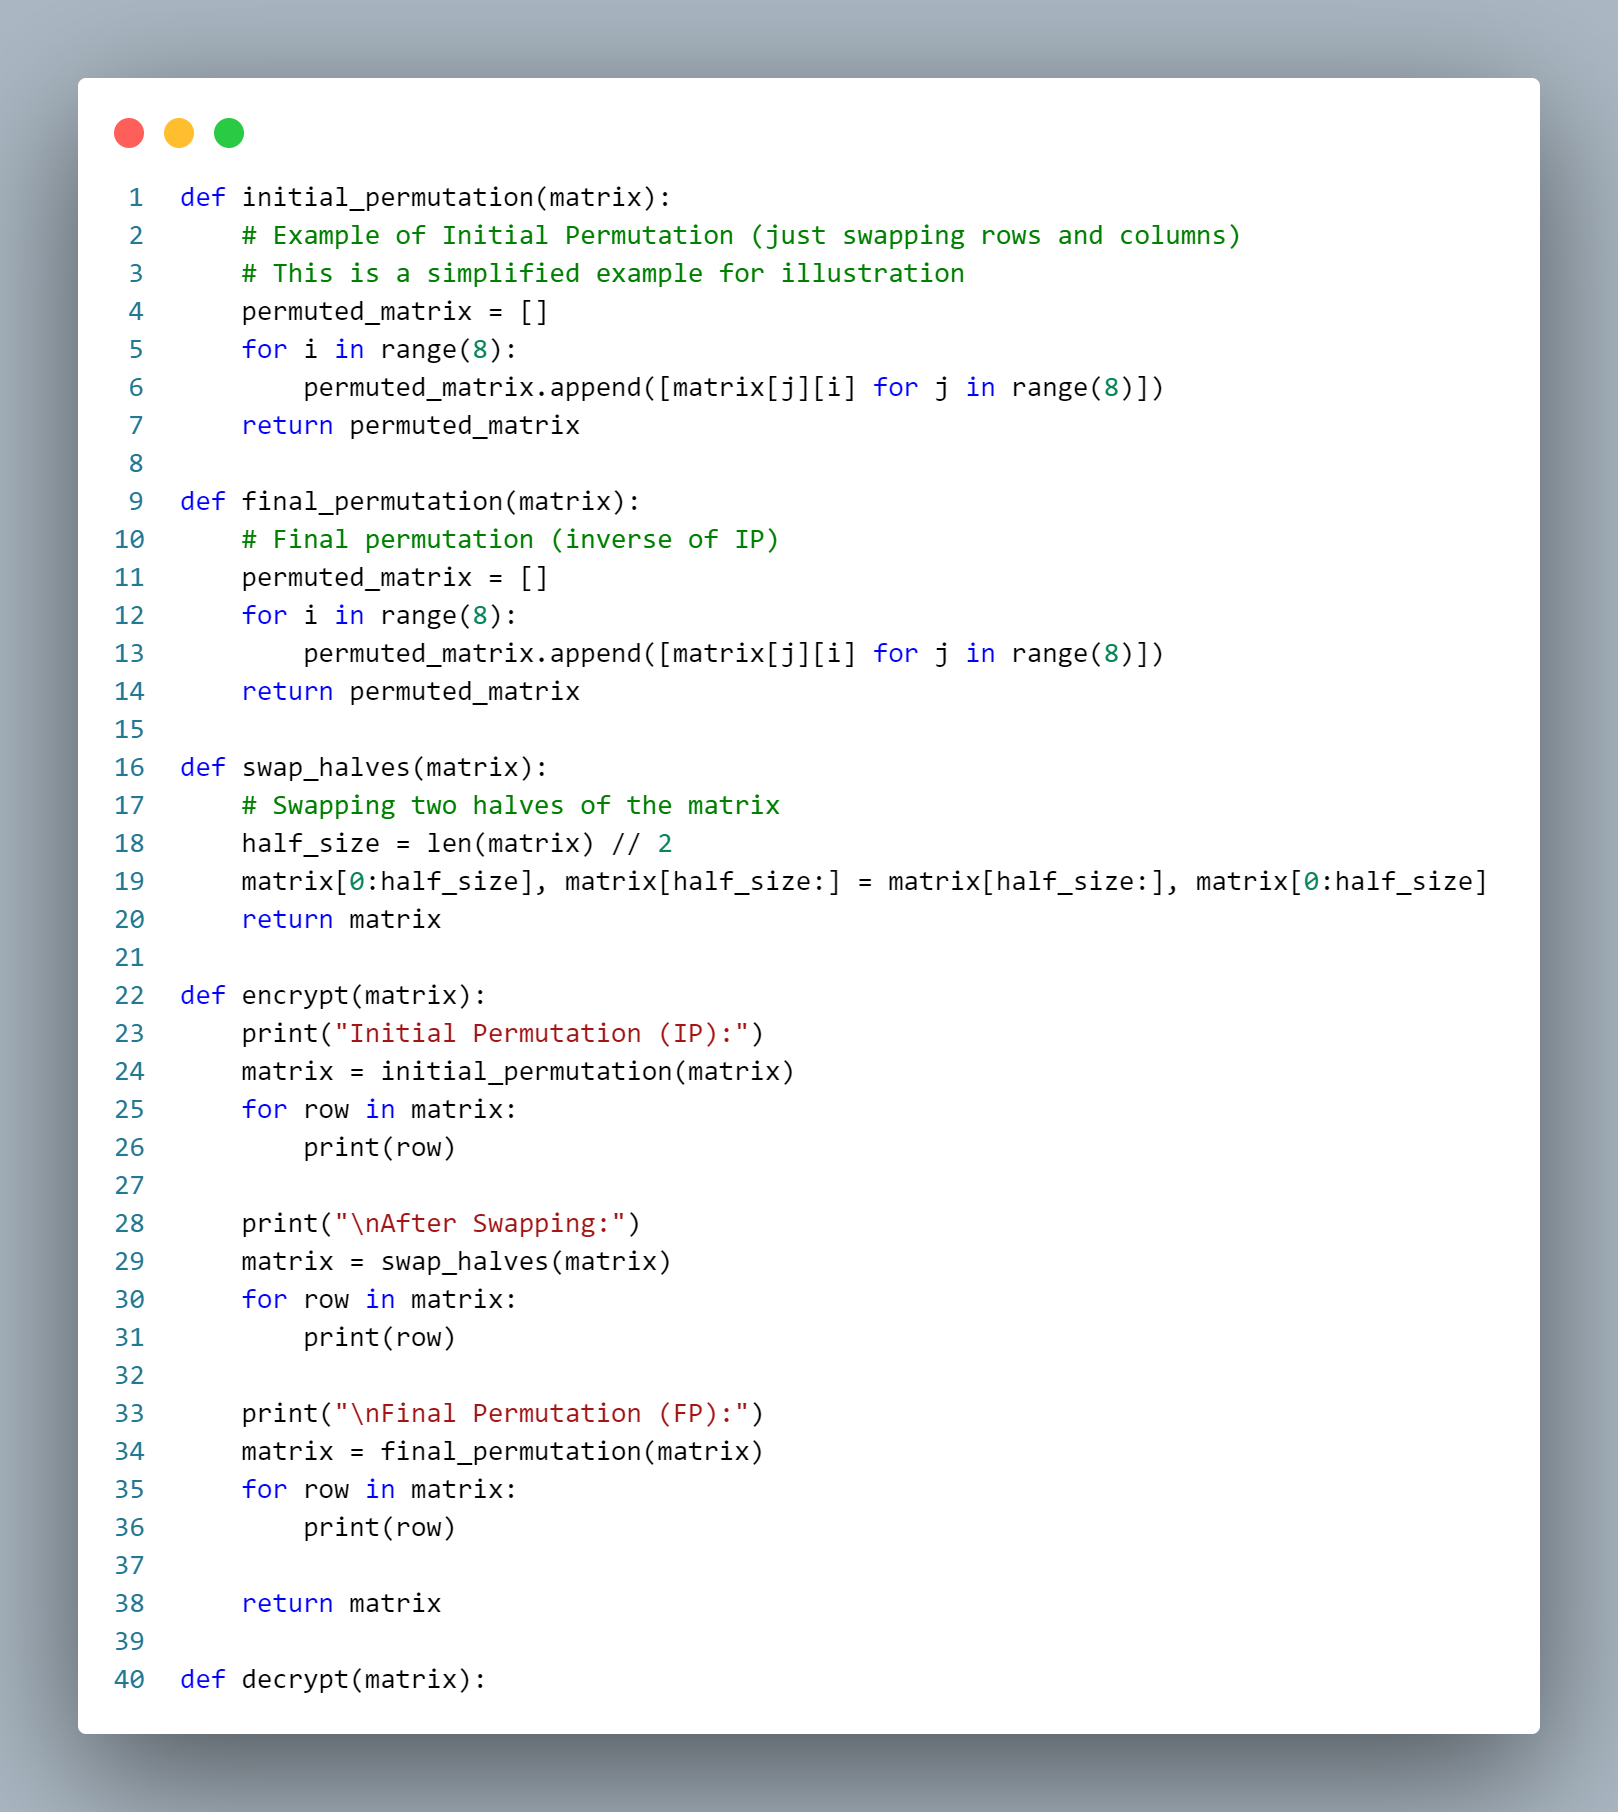 1 def initial_permutation(matrix):
2     # Example of Initial Permutation (just swapping rows and columns)
3     # This is a simplified example for illustration
4     permuted_matrix = []
5     for i in range(8):
6         permuted_matrix.append([matrix[j][i] for j in range(8)])
7     return permuted_matrix
8
9 def final_permutation(matrix):
10     # Final permutation (inverse of IP)
11     permuted_matrix = []
12     for i in range(8):
13         permuted_matrix.append([matrix[j][i] for j in range(8)])
14     return permuted_matrix
15
16 def swap_halves(matrix):
17     # Swapping two halves of the matrix
18     half_size = len(matrix) // 2
19     matrix[0:half_size], matrix[half_size:] = matrix[half_size:], matrix[0:half_size]
20     return matrix
21
22 def encrypt(matrix):
23     print("Initial Permutation (IP):")
24     matrix = initial_permutation(matrix)
25     for row in matrix:
26         print(row)
27
28     print("\nAfter Swapping:")
29     matrix = swap_halves(matrix)
30     for row in matrix:
31         print(row)
32
33     print("\nFinal Permutation (FP):")
34     matrix = final_permutation(matrix)
35     for row in matrix:
36         print(row)
37
38     return matrix
39
40 def decrypt(matrix):